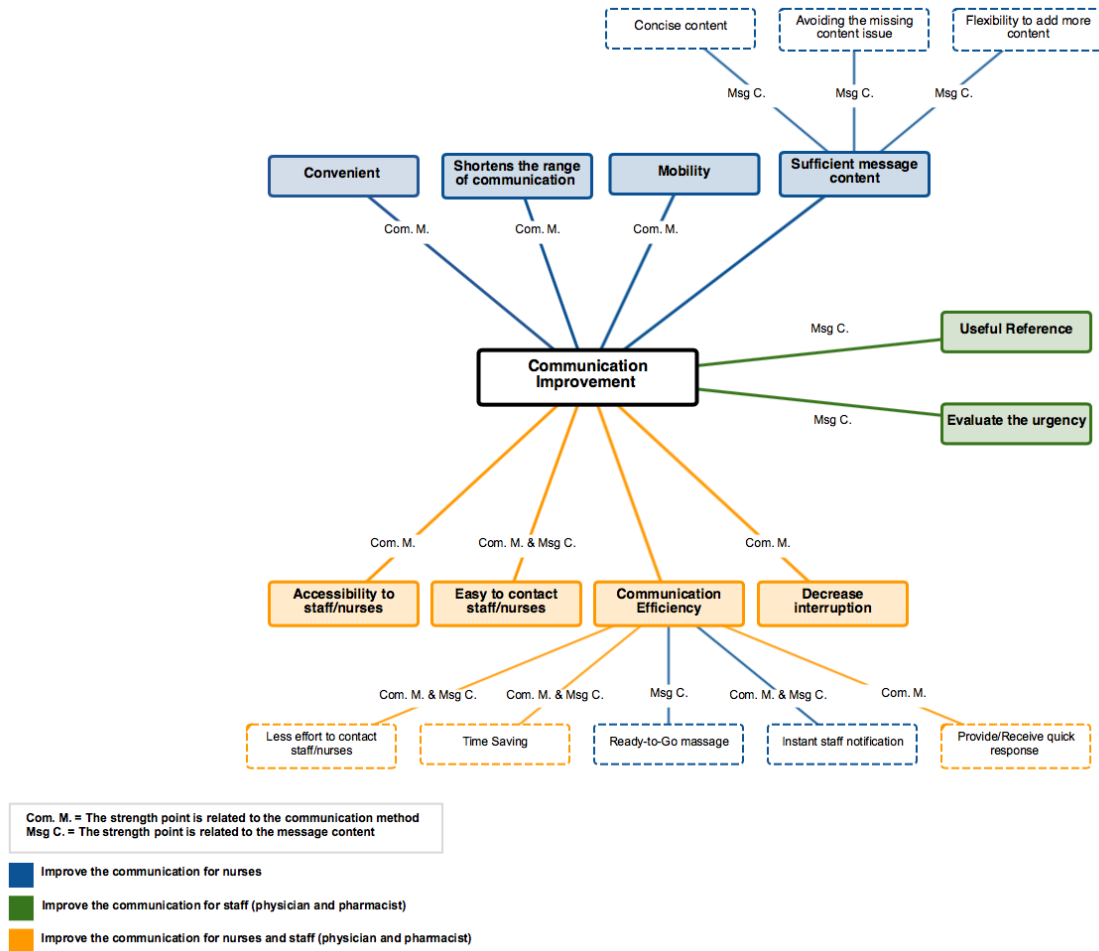 Concise content
Avoiding the missing
content issue
Flexibility to add more
content
Msg C.
Msg C.
Msg C.
Convenient
Shortens the range
of communication
Mobility
Sufficient message
content
Com. M.
Com. M.
Com. M.
Msg C.
Useful Reference
Communication
Improvement
Msg C.
Evaluate the urgency
Com. M.
Com. M. & Msg C.
Com. M.
Accessibility to
staff/nurses
Easy to contact
staff/nurses
Communication
Efficiency
Decrease
interruption
Com. M. & Msg C.
Com. M. & Msg C.
Msg C.
Com. M. & Msg C.
Com. M.
Less effort to contact
staff/nurses
Time Saving
Ready-to-Go massage
Instant staff notification
Provide/Receive quick
response
Com. M. = The strength point is related to the communication method
Msg C. = The strength point is related to the message content
Improve the communication for nurses
Improve the communication for staff (physician and pharmacist)
Improve the communication for nurses and staff (physician and pharmacist)